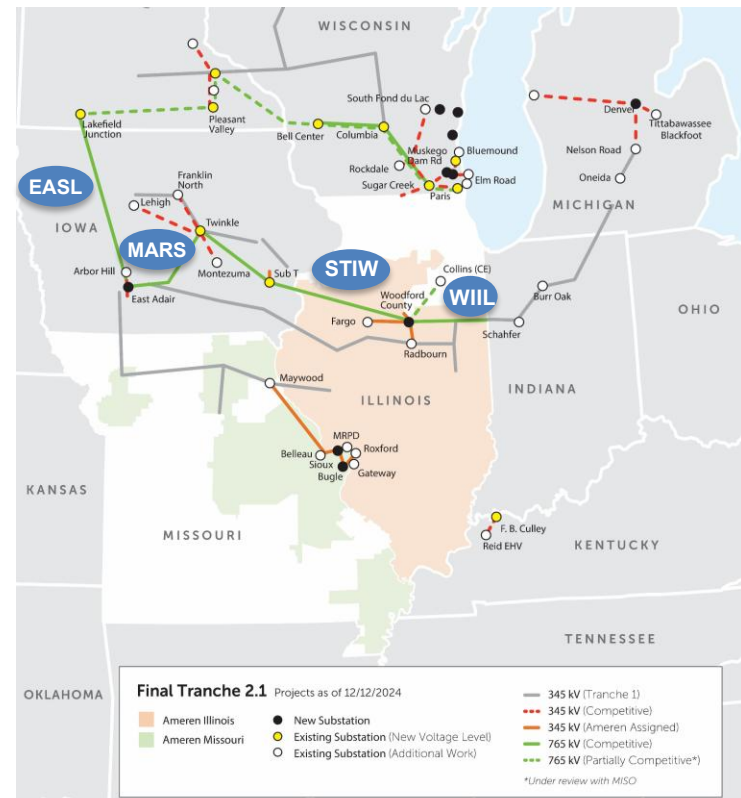 WISCONSIN
South Fond du Lac
Denver
Tittabawassee
Blackfoot
Lakefield
Junction
Pleasant
Valley
Bell Center
Columbia
Muskego
Dam Rd
Bluemound
Nelson Road
Rockdale
Elm Road
Sugar Creek
Paris
Oneida
EASL
Franklin
North
Lehigh
MICHIGAN
IOWA
Twinkle
MARS
Montezuma
STIW
Arbor Hill
Sub T
Collins (CE)
East Adair
WIIL
Woodford
County
Burr Oak
Fargo
OHIO
Schahfer
Radbourn
Maywood
INDIANA
ILLINOIS
MRPD
Roxford
Belleau
Sioux
Gateway
Bugle
KANSAS
F. B. Culley
MISSOURI
Reid EHV
KENTUCKY
TENNESSEE
OKLAHOMA
Final Tranche 2.1 Projects as of 12/12/2024
Ameren Illinois
Ameren Missouri
New Substation
Existing Substation (New Voltage Level)
Existing Substation (Additional Work)
345 kV (Tranche 1)
345 kV (Competitive)
345 kV (Ameren Assigned)
765 kV (Competitive)
765 kV (Partially Competitive*)
*Under review with MISO